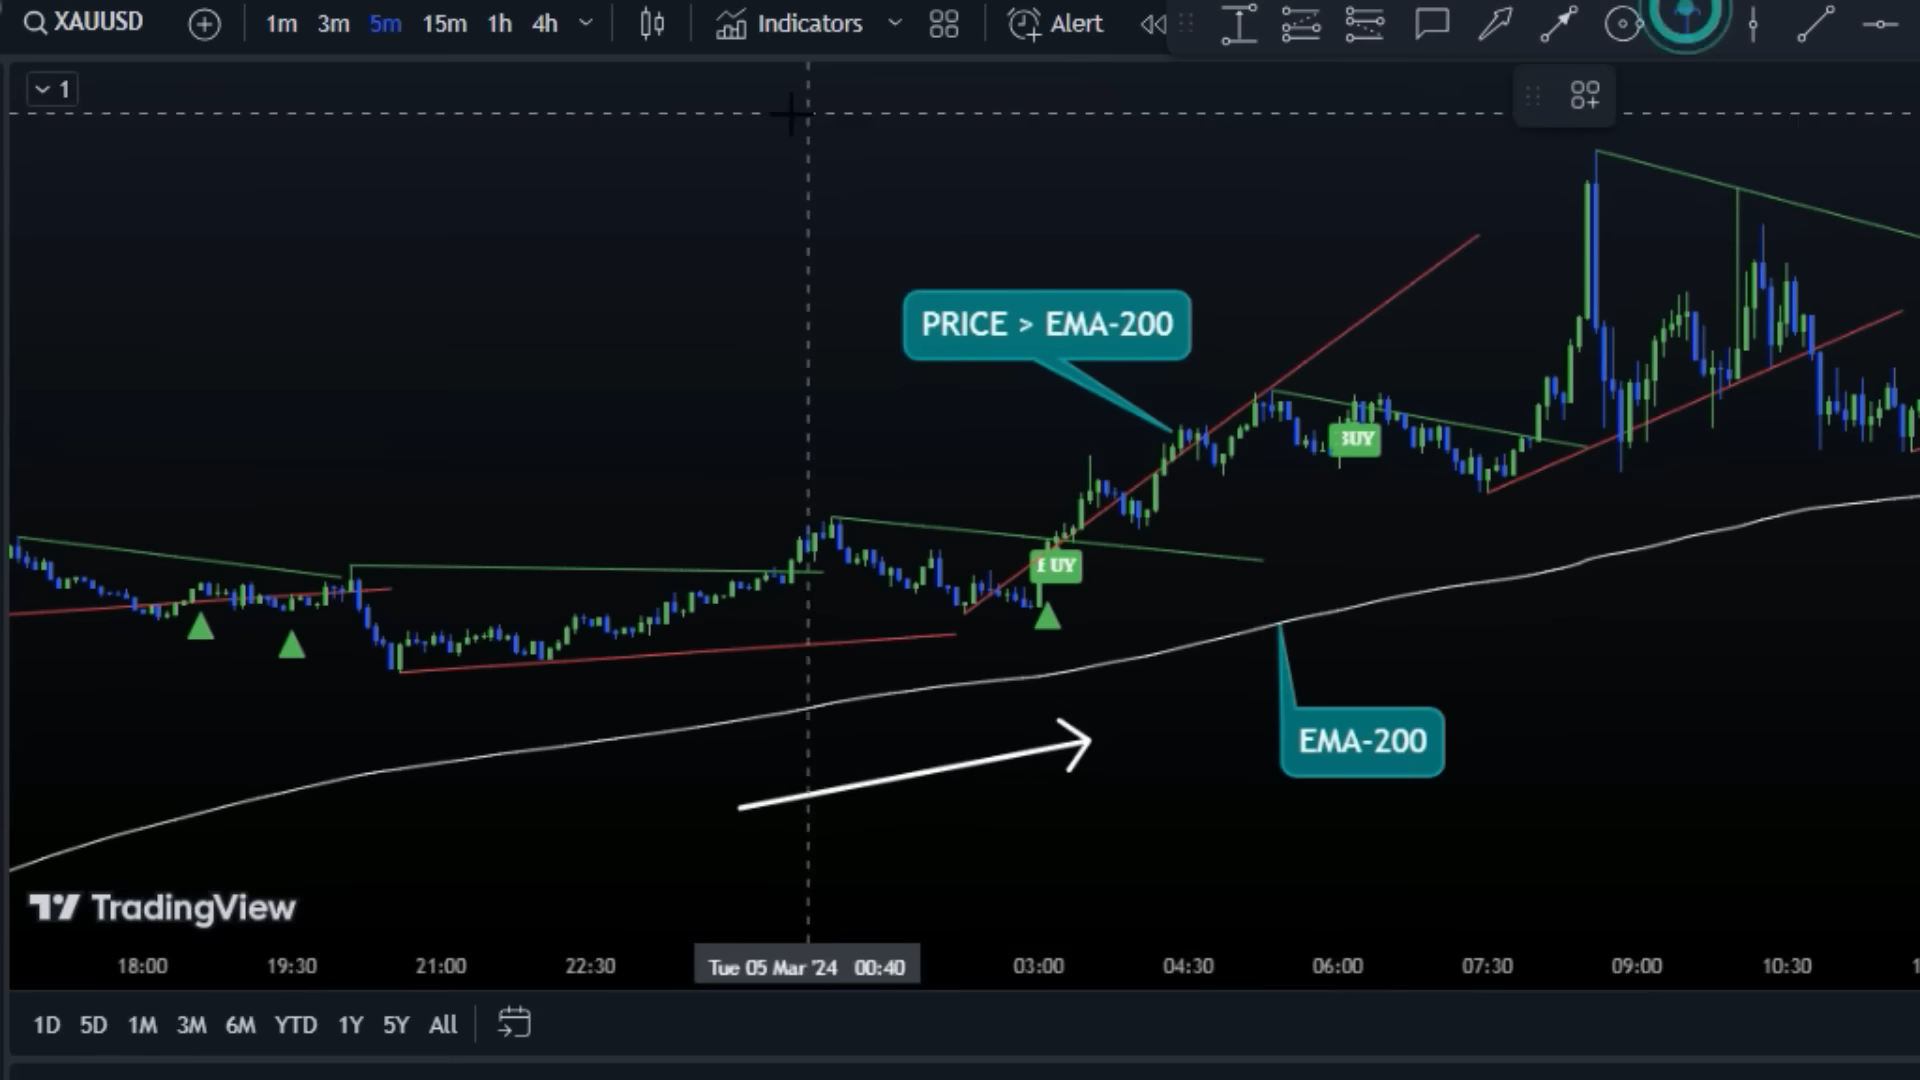 XAUUSD 1m 3m 5m 15m 1h 4h Indicators Alert
1
PRICE > EMA-200
BUY
BUY
EMA-200
TradingView
18:00 19:30 21:00 22:30 Tue 05 Mar '24 00:40 03:00 04:30 06:00 07:30 09:00 10:30
1D 5D 1M 3M 6M YTD 1Y 5Y All